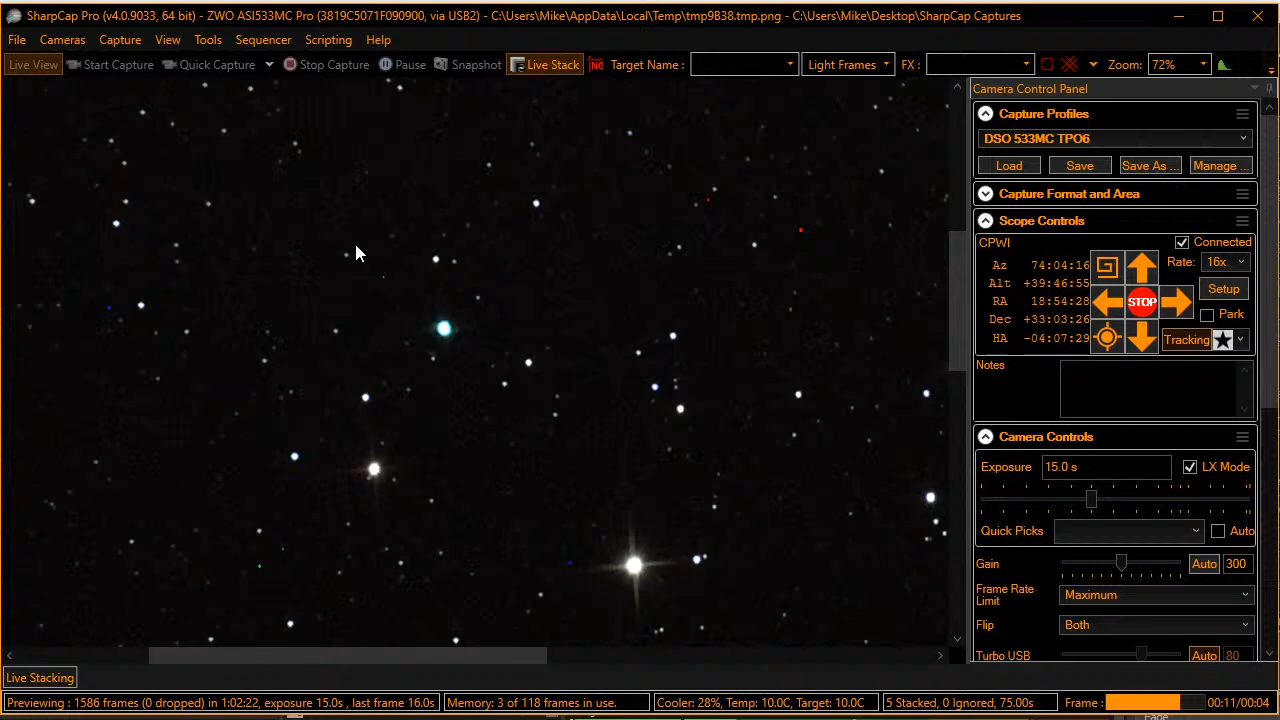 SharpCap Pro (v4.0.9033, 64 bit) - ZWO ASI533MC Pro (3819C5071F090900, via USB2) - C:\Users\Mike\AppData\Local\Temp\tmp9B38.tmp.png - C:\Users\Mike\Desktop\SharpCap Captures
File Cameras Capture View Tools Sequencer Scripting Help
Live View Start Capture Quick Capture Stop Capture Pause Snapshot Live Stack NC Target Name : Light Frames FX : Zoom: 72%
Camera Control Panel
Capture Profiles
DSO 533MC TPO6
Load Save Save As ... Manage ...
Capture Format and Area
Scope Controls
CPWI Connected
Az 74:04:16 Rate: 16x
Alt +39:46:55
RA 18:54:28 STOP Setup
Dec +33:03:26 Park
HA -04:07:29 Tracking
Notes
Camera Controls
Exposure 15.0 s LX Mode
Quick Picks Auto
Gain Auto 300
Frame Rate Limit Maximum
Flip Both
Turbo USB Auto 80
Live Stacking
Previewing : 1586 frames (0 dropped) in 1:02:22, exposure 15.0s , last frame 16.0s Memory: 3 of 118 frames in use. Cooler: 28%, Temp: 10.0C, Target: 10.0C 5 Stacked, 0 Ignored, 75.00s Frame : 00:11/00:04